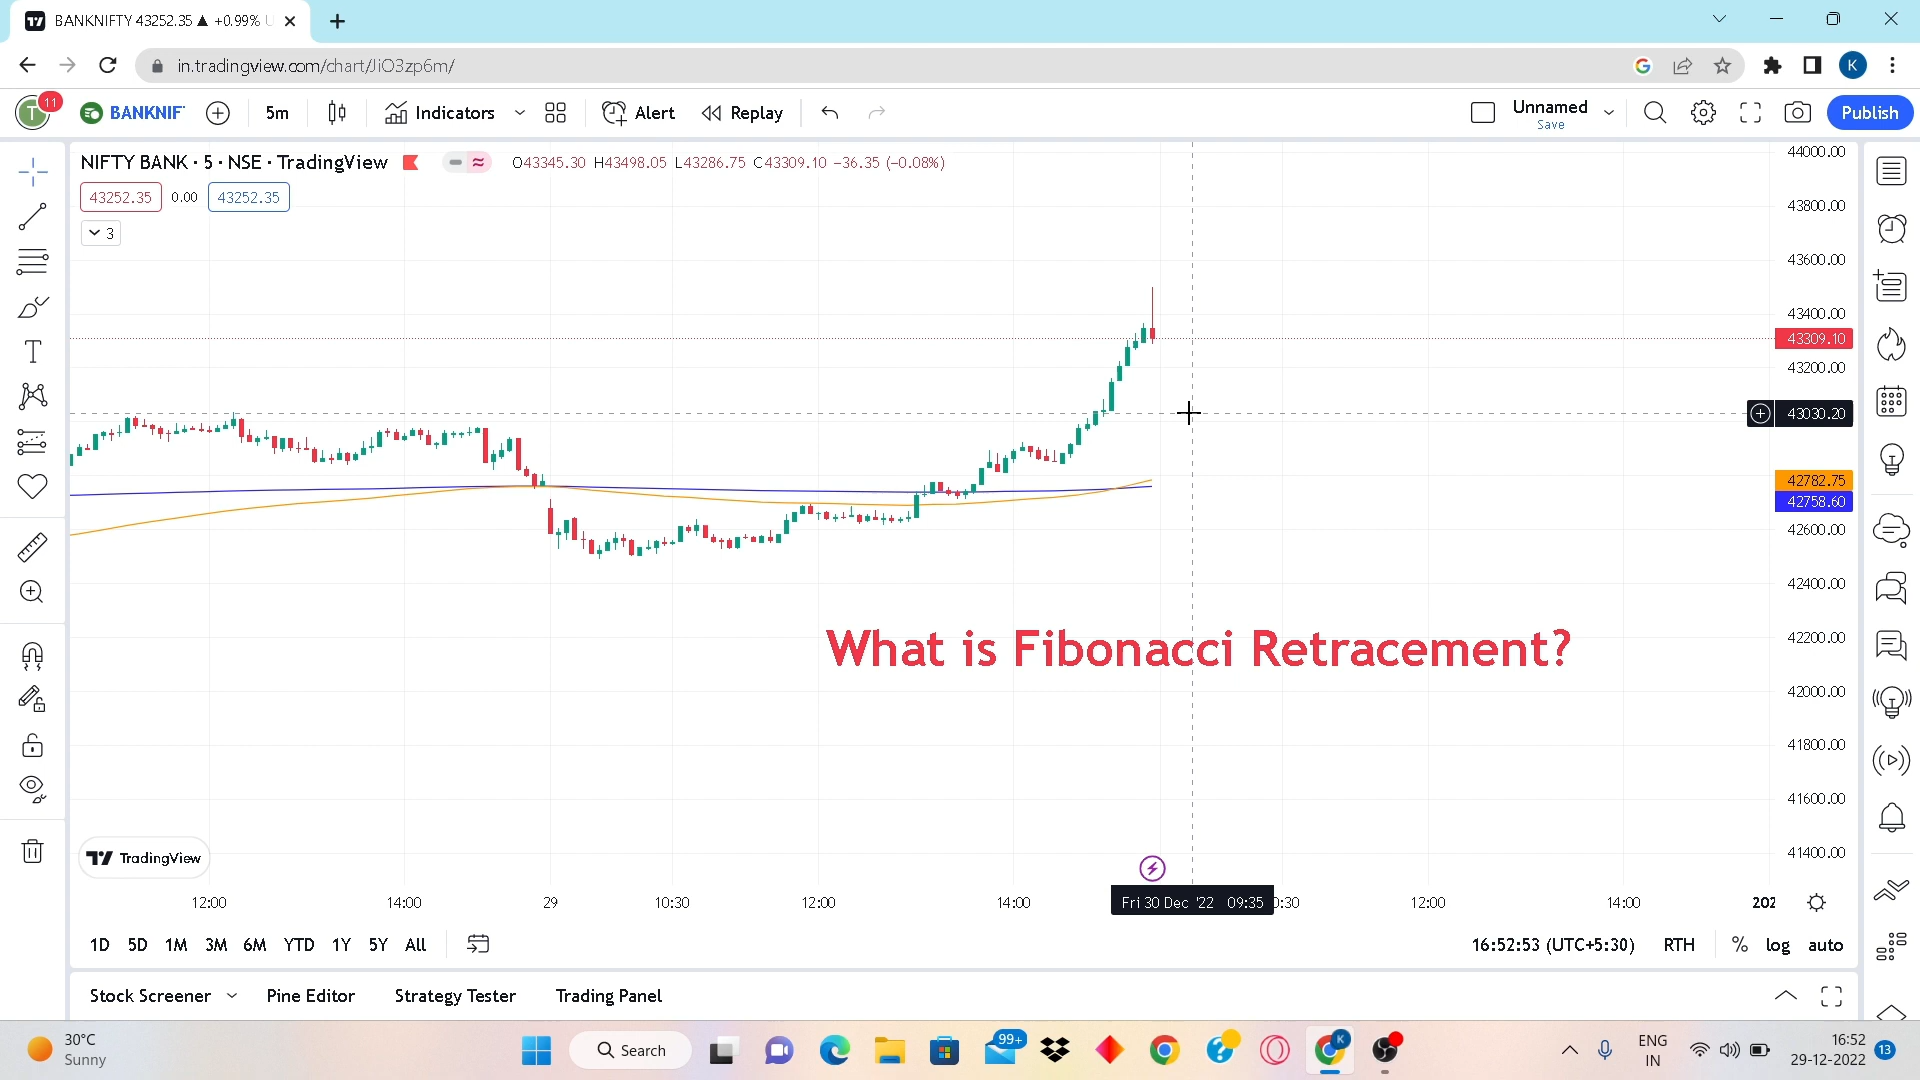 BANKNIFTY 43252.35 ▲ +0.99%
in.tradingview.com/chart/JiO3zp6m/
K
T
11
BANKNIF
5m
Indicators
Alert
Replay
Unnamed
Save
Publish
NIFTY BANK · 5 · NSE · TradingView
O43345.30 H43498.05 L43286.75 C43309.10 −36.35 (−0.08%)
43252.35
0.00
43252.35
3
44000.00
43800.00
43600.00
43400.00
43309.10
43200.00
43030.20
42782.75
42758.60
42600.00
42400.00
42200.00
42000.00
41800.00
41600.00
41400.00
What is Fibonacci Retracement?
TradingView
12:00
14:00
29
10:30
12:00
14:00
Fri 30 Dec '22 09:35
12:00
14:00
1D 5D 1M 3M 6M YTD 1Y 5Y All
16:52:53 (UTC+5:30)
RTH
%
log
auto
Stock Screener
Pine Editor
Strategy Tester
Trading Panel
30°C
Sunny
Search
99+
K
ENG
IN
16:52
29-12-2022
13